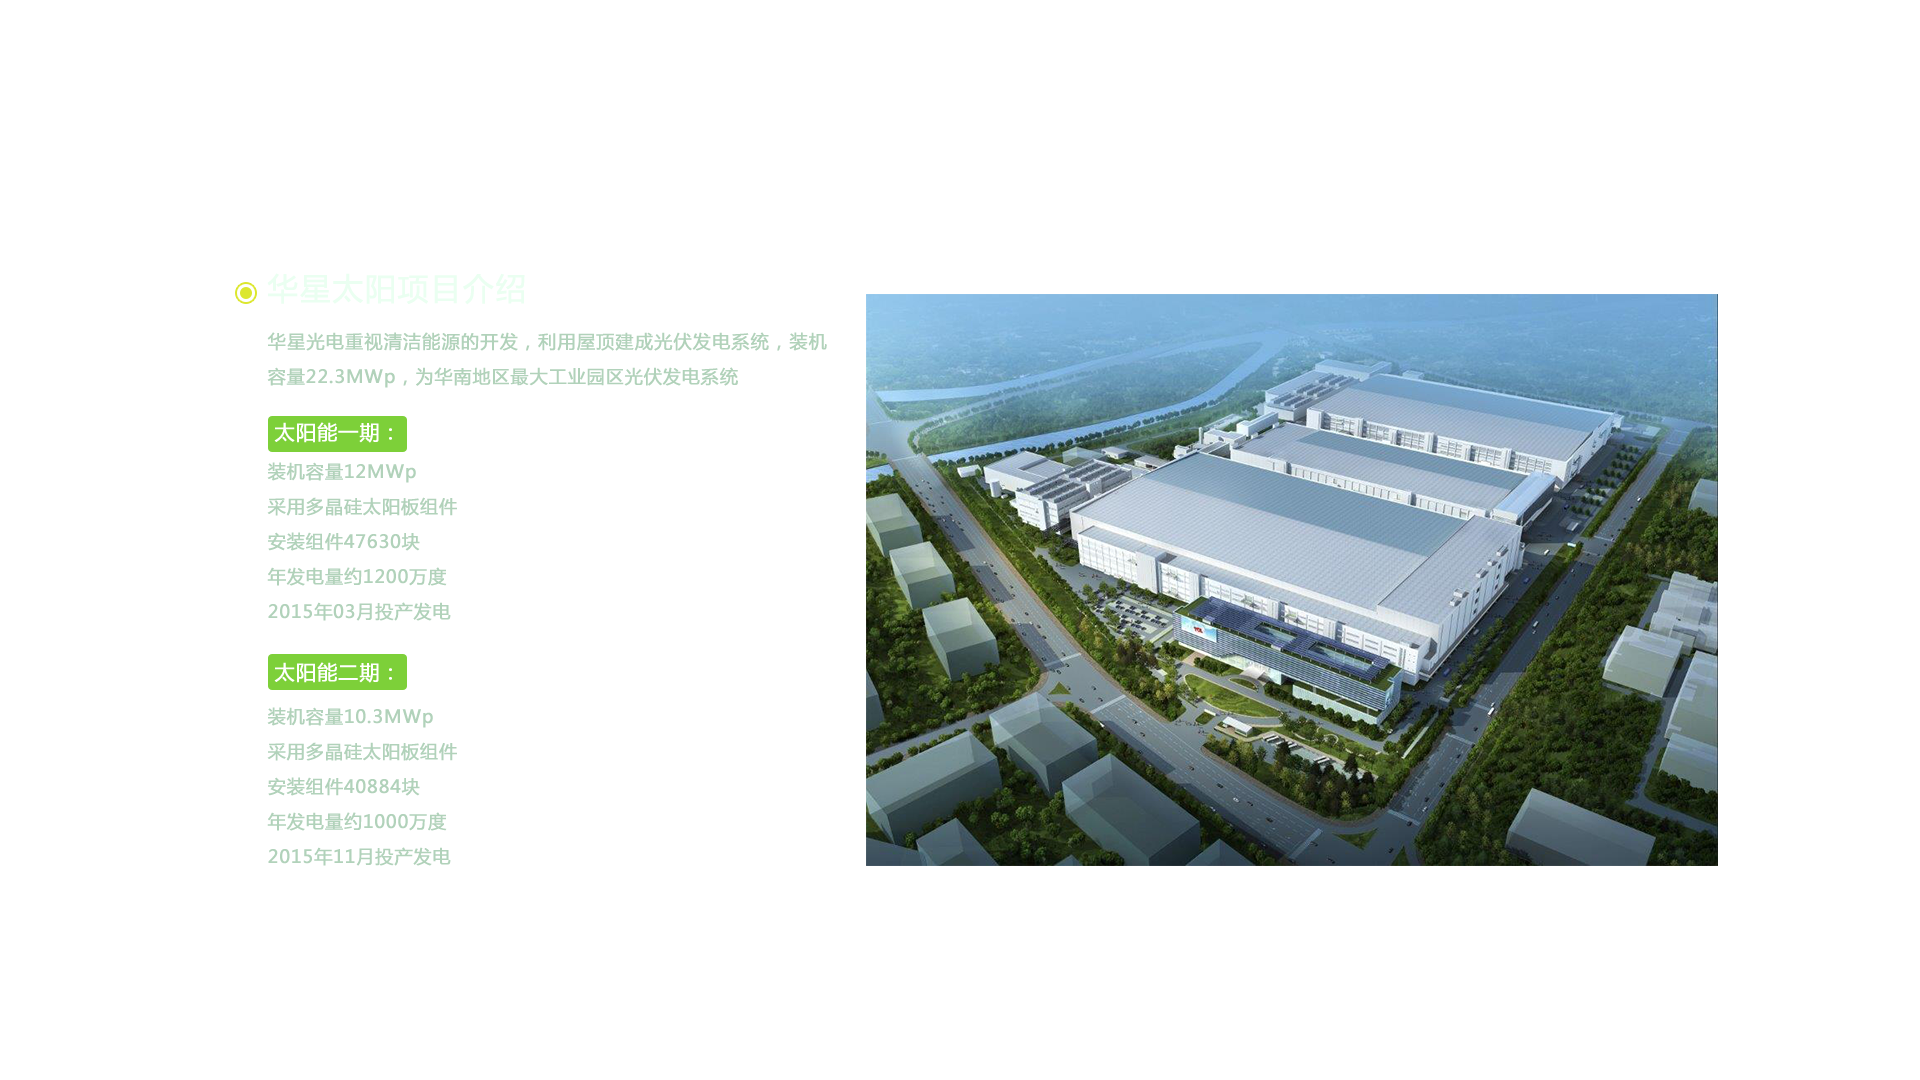 华星太阳项目介绍
华星光电重视清洁能源的开发，利用屋顶建成光伏发电系统，装机
容量22.3MWp，为华南地区最大工业园区光伏发电系统
太阳能一期：
装机容量12MWp
采用多晶硅太阳板组件
安装组件47630块
年发电量约1200万度
2015年03月投产发电
太阳能二期：
装机容量10.3MWp
采用多晶硅太阳板组件
安装组件40884块
年发电量约1000万度
2015年11月投产发电